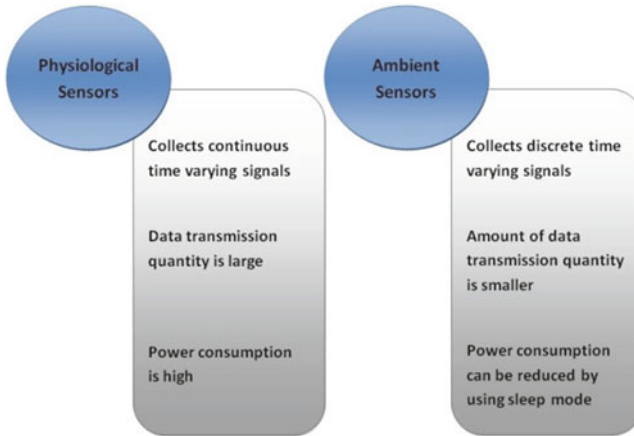 Physiological
Sensors
Collects continuous
time varying signals
Data transmission
quantity is large
Power consumption
is high
Ambient
Sensors
Collects discrete time
varying signals
Amount of data
transmission quantity
is smaller
Power consumption
can be reduced by
using sleep mode